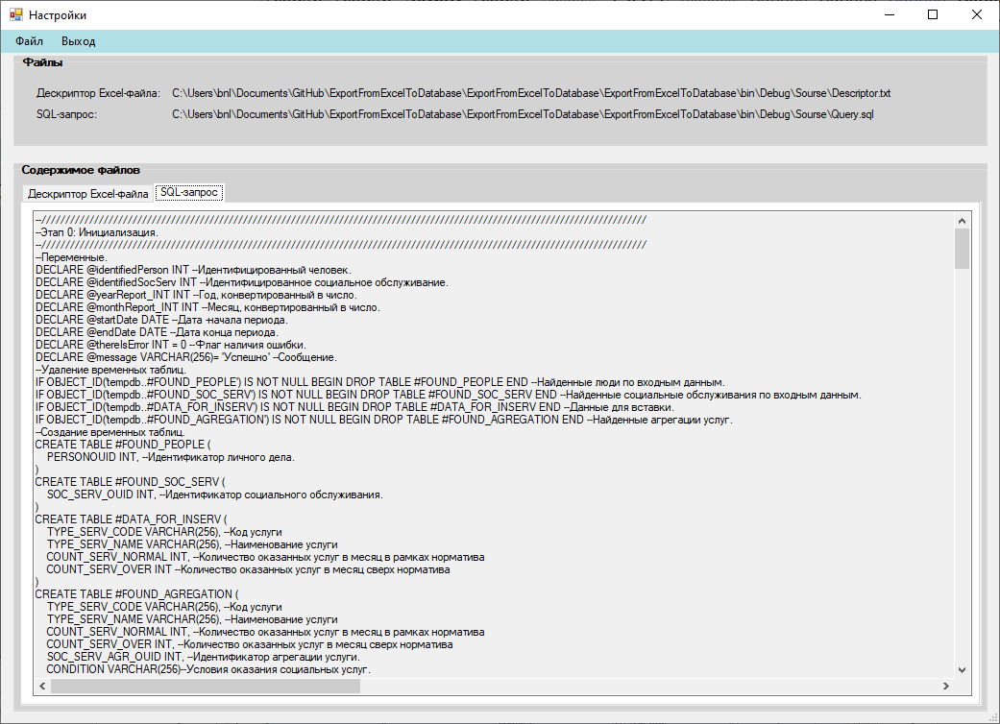 Настройки
Файл Выход
Файлы
Дескриптор Excel-файла: C:\Users\bnl\Documents\GitHub\ExportFromExcelToDatabase\ExportFromExcelToDatabase\ExportFromExcelToDatabase\bin\Debug\Sourse\Descriptor.txt
SQL-запрос: C:\Users\bnl\Documents\GitHub\ExportFromExcelToDatabase\ExportFromExcelToDatabase\ExportFromExcelToDatabase\bin\Debug\Sourse\Query.sql
Содержимое файлов
Дескриптор Excel-файла SQL-запрос
--//////////////////////////////////////////////////////////////////////////////////////////////////////////////////////////////
--Этап 0: Инициализация.
--//////////////////////////////////////////////////////////////////////////////////////////////////////////////////////////////
--Переменные.
DECLARE @identifiedPerson INT --Идентифицированный человек.
DECLARE @identifiedSocServ INT --Идентифицированное социальное обслуживание.
DECLARE @yearReport_INT INT --Год, конвертированный в число.
DECLARE @monthReport_INT INT --Месяц, конвертированный в число.
DECLARE @startDate DATE --Дата -начала периода.
DECLARE @endDate DATE --Дата конца периода.
DECLARE @thereIsError INT = 0 --Флаг наличия ошибки.
DECLARE @message VARCHAR(256)= 'Успешно' --Сообщение.
--Удаление временных таблиц.
IF OBJECT_ID('tempdb..#FOUND_PEOPLE') IS NOT NULL BEGIN DROP TABLE #FOUND_PEOPLE END --Найденные люди по входным данным.
IF OBJECT_ID('tempdb..#FOUND_SOC_SERV') IS NOT NULL BEGIN DROP TABLE #FOUND_SOC_SERV END --Найденные социальные обслуживания по входным данным.
IF OBJECT_ID('tempdb..#DATA_FOR_INSERV') IS NOT NULL BEGIN DROP TABLE #DATA_FOR_INSERV END --Данные для вставки.
IF OBJECT_ID('tempdb..#FOUND_AGREGATION') IS NOT NULL BEGIN DROP TABLE #FOUND_AGREGATION END --Найденные агрегации услуг.
--Создание временных таблиц.
CREATE TABLE #FOUND_PEOPLE (
PERSONOUID INT, --Идентификатор личного дела.
)
CREATE TABLE #FOUND_SOC_SERV (
SOC_SERV_OUID INT, --Идентификатор социального обслуживания.
)
CREATE TABLE #DATA_FOR_INSERV (
TYPE_SERV_CODE VARCHAR(256), --Код услуги
TYPE_SERV_NAME VARCHAR(256), --Наименование услуги
COUNT_SERV_NORMAL INT, --Количество оказанных услуг в месяц в рамках норматива
COUNT_SERV_OVER INT --Количество оказанных услуг в месяц сверх норматива
)
CREATE TABLE #FOUND_AGREGATION (
TYPE_SERV_CODE VARCHAR(256), --Код услуги
TYPE_SERV_NAME VARCHAR(256), --Наименование услуги
COUNT_SERV_NORMAL INT, --Количество оказанных услуг в месяц в рамках норматива
COUNT_SERV_OVER INT, --Количество оказанных услуг в месяц сверх норматива
SOC_SERV_AGR_OUID INT, --Идентификатор агрегации услуги.
CONDITION VARCHAR(256)--Условия оказания социальных услуг.